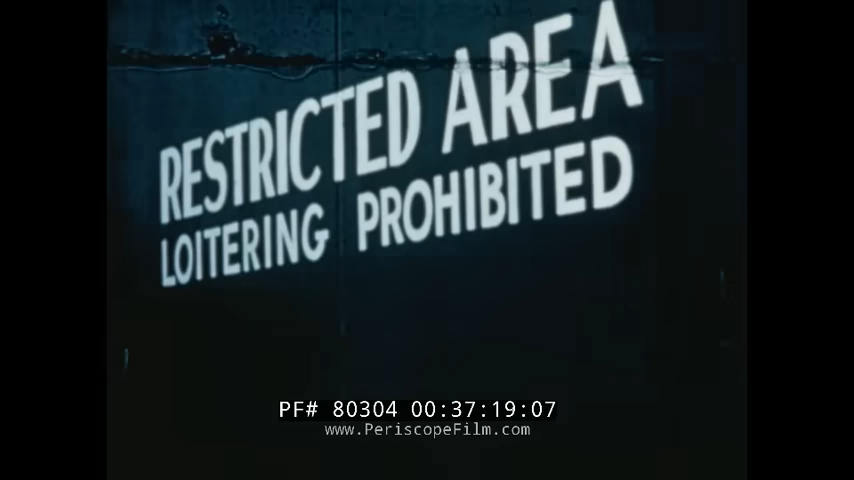 RESTRICTED AREA
LOITERING PROHIBITED
PF# 80304 00:37:19:07
www.PeriscopeFilm.com